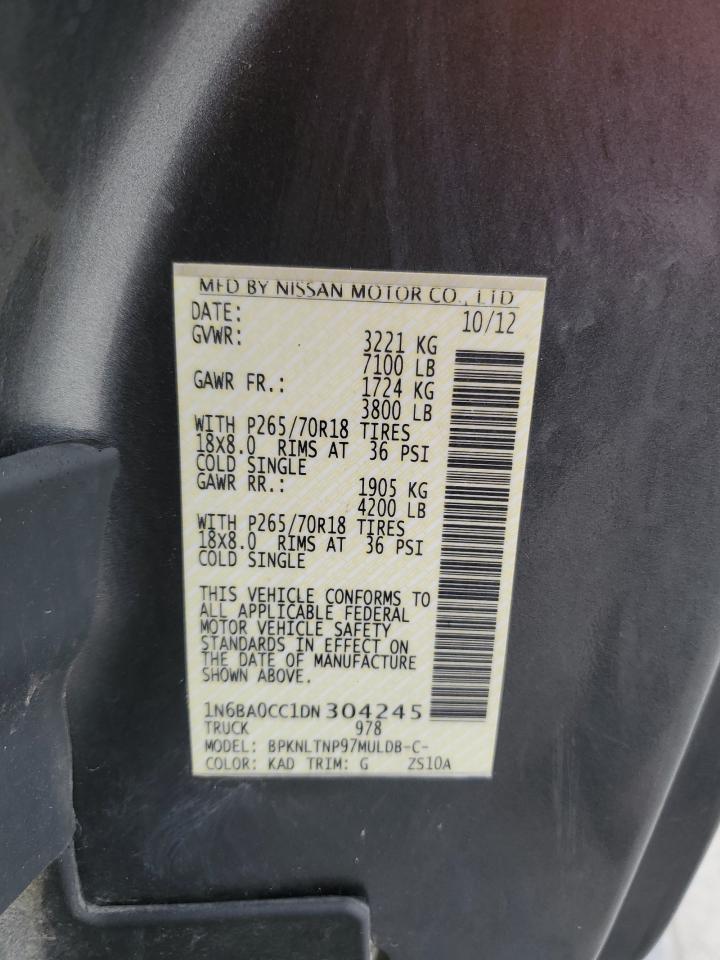 MFD BY NISSAN MOTOR CO., LTD
DATE: 10/12
GVWR: 3221 KG
7100 LB
GAWR FR.: 1724 KG
3800 LB
WITH P265/70R18 TIRES
18X8.0 RIMS AT 36 PSI
COLD SINGLE
GAWR RR.: 1905 KG
4200 LB
WITH P265/70R18 TIRES
18X8.0 RIMS AT 36 PSI
COLD SINGLE
THIS VEHICLE CONFORMS TO
ALL APPLICABLE FEDERAL
MOTOR VEHICLE SAFETY
STANDARDS IN EFFECT ON
THE DATE OF MANUFACTURE
SHOWN ABOVE.
1N6BA0CC1DN304245
TRUCK 978
MODEL: BPKNLTNP97MULDB-C-
COLOR: KAD TRIM: G ZS10A